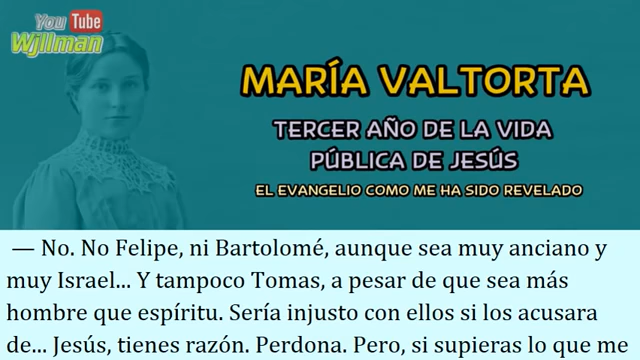 You Tube
Wjllman
MARÍA VALTORTA
TERCER AÑO DE LA VIDA
PÚBLICA DE JESÚS
EL EVANGELIO COMO ME HA SIDO REVELADO
— No. No Felipe, ni Bartolomé, aunque sea muy anciano y
muy Israel... Y tampoco Tomas, a pesar de que sea más
hombre que espíritu. Sería injusto con ellos si los acusara
de... Jesús, tienes razón. Perdona. Pero, si supieras lo que me